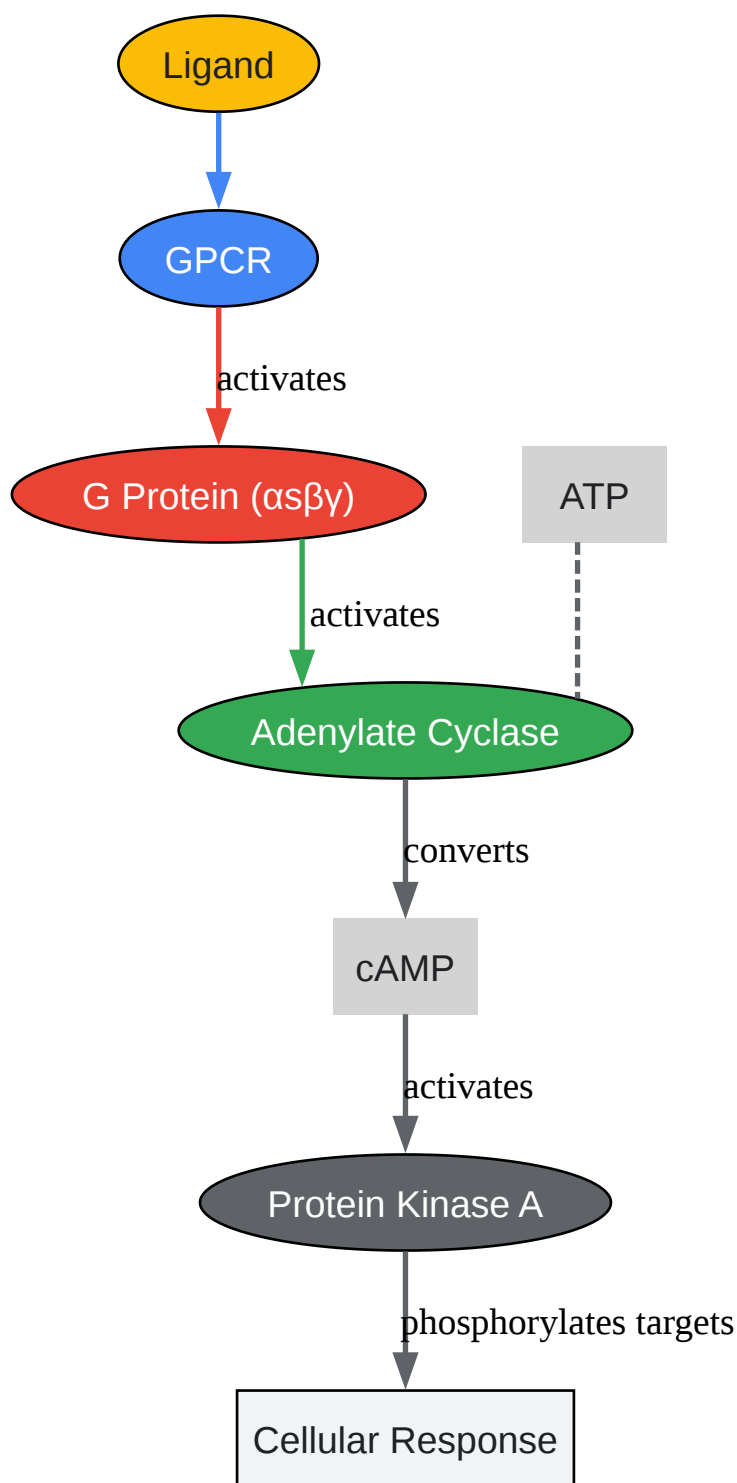 Ligand
GPCR
activates
G Protein (αsβγ)
ATP
activates
Adenylate Cyclase
converts
cAMP
activates
Protein Kinase A
phosphorylates targets
Cellular Response